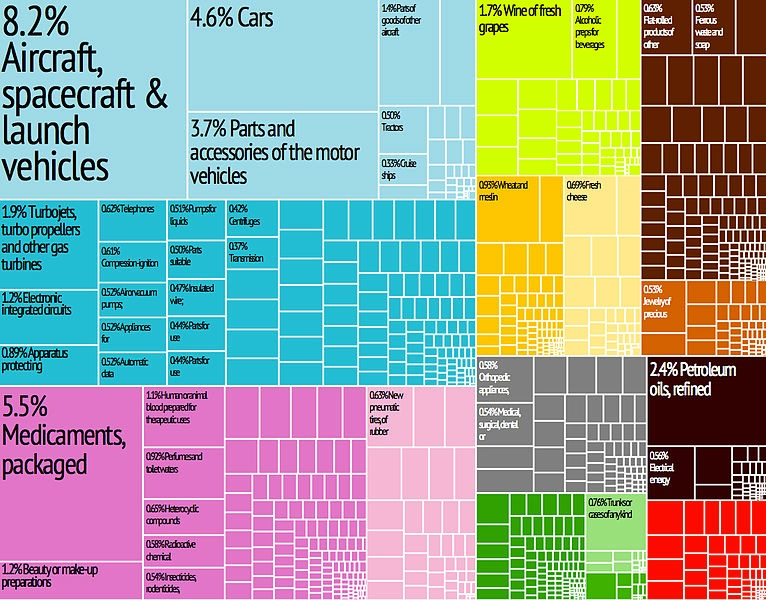 8.2%
Aircraft,
spacecraft &
launch
vehicles
4.6% Cars
3.7% Parts and
accessories of the motor
vehicles
1.4% Parts of
goods of other
aircraft
0.50%
Tractors
0.33% Cruise
ships
1.9% Turbojets,
turbo propellers
and other gas
turbines
1.2% Electronic
integrated circuits
0.89% Apparatus
protecting
0.62% Telephones
0.61%
Compression-ignition
0.52% Air or vacuum
pumps;
0.52% Appliances
for
0.52% Automatic
data
0.51% Pumps for
liquids
0.50% Parts
suitable
0.47% Insulated
wire;
0.44% Parts for
use
0.44% Parts for
use
0.42%
Centrifuges
0.37%
Transmission
5.5%
Medicaments,
packaged
1.2% Beauty or make-up
preparations
1.1% Human or animal
blood prepared for
therapeutic uses
0.92% Perfumes and
toilet waters
0.65% Heterocyclic
compounds
0.58% Radioactive
chemical
0.54% Insecticides,
rodenticides,
0.63% New
pneumatic
tires, of
rubber
1.7% Wine of fresh
grapes
0.79%
Alcoholic
preps for
beverages
0.93% Wheat and
meslin
0.69% Fresh
cheese
0.63%
Flat-rolled
products of
other
0.53%
Ferrous
waste and
scrap
0.53%
Jewelry of
precious
0.58%
Orthopedic
appliances,
0.54% Medical,
surgical, dental
or
2.4% Petroleum
oils, refined
0.56%
Electrical
energy
0.76% Trunks or
cases of any kind